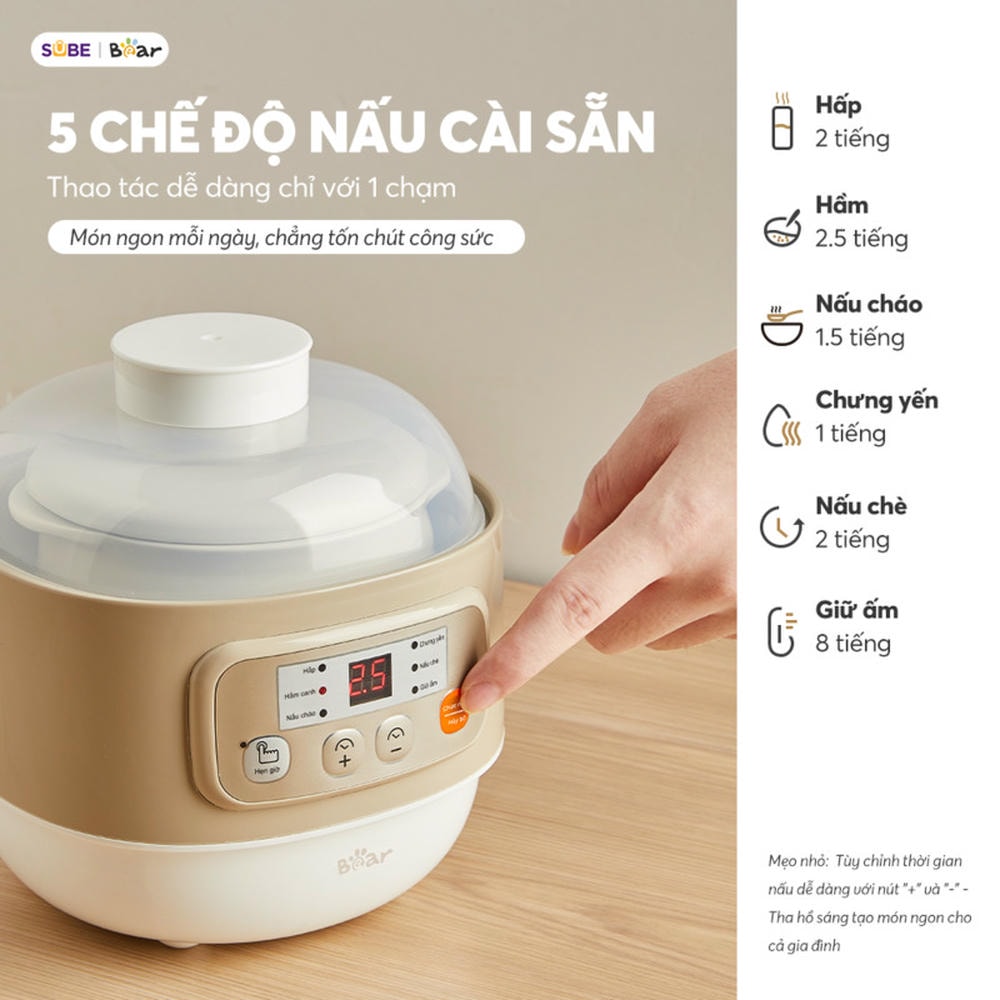 SUBE | Bear
5 CHẾ ĐỘ NẤU CÀI SẴN
Thao tác dễ dàng chỉ với 1 chạm
Món ngon mỗi ngày, chẳng tốn chút công sức
Hấp
2 tiếng
Hầm
2.5 tiếng
Nấu cháo
1.5 tiếng
Chưng yến
1 tiếng
Nấu chè
2 tiếng
Giữ ấm
8 tiếng
Hấp
Hầm canh
Nấu cháo
2.5
Chưng yến
Nấu chè
Giữ ấm
Hẹn giờ
+
-
Hủy bỏ
Bear
Mẹo nhỏ: Tùy chỉnh thời gian
nấu dễ dàng với nút "+" và "-" -
Tha hồ sáng tạo món ngon cho
cả gia đình